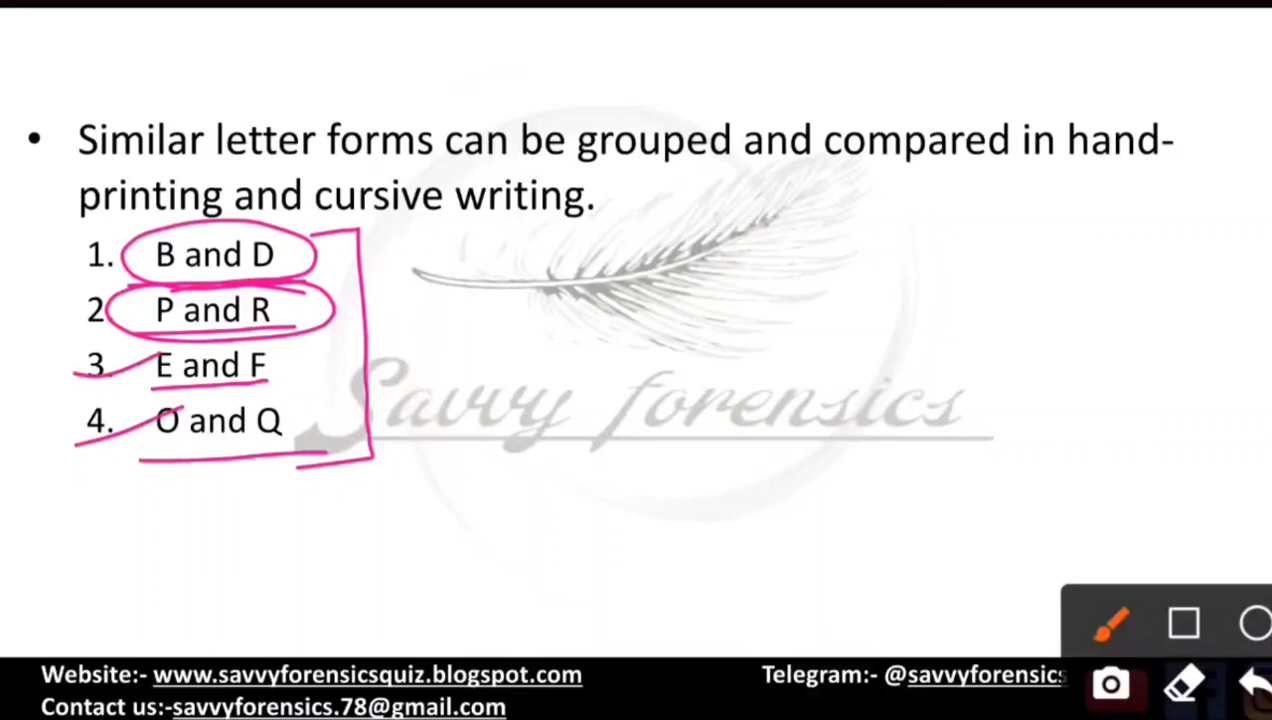 • Similar letter forms can be grouped and compared in hand-
printing and cursive writing.
1. B and D
2 P and R
3. E and F
4. O and Q
Savvy forensics
Website:- www.savvyforensicsquiz.blogspot.com
Telegram:- @savvyforensics
Contact us:-savvyforensics.78@gmail.com